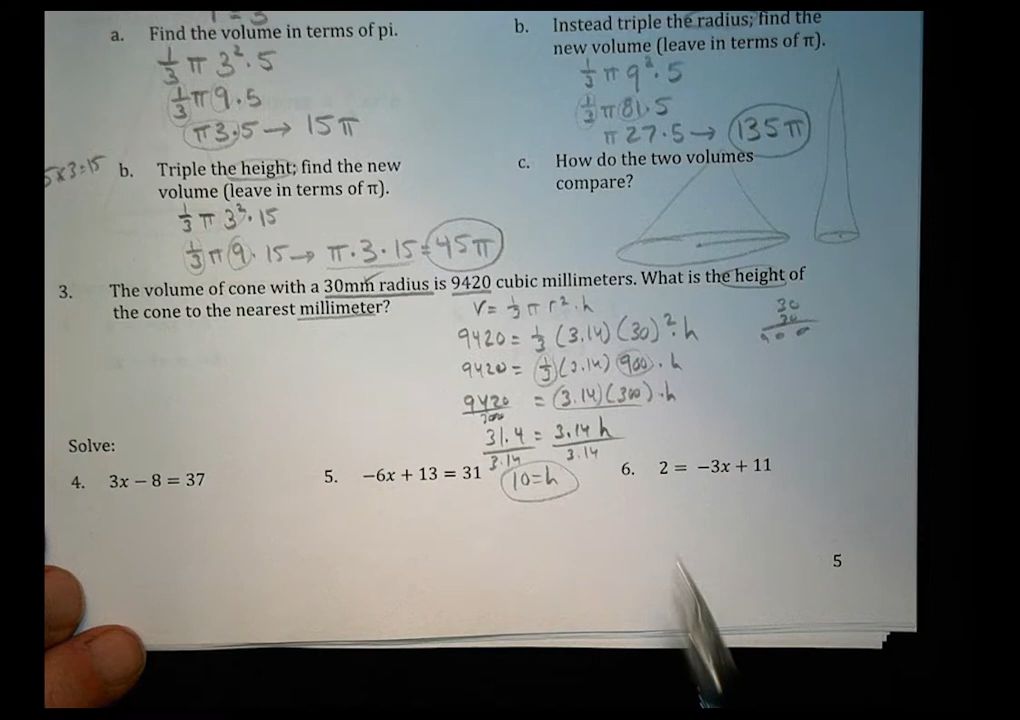 a. Find the volume in terms of pi.
1/3 π 3² · 5
1/3 π 9 · 5
π 3 · 5 → 15π
b. Instead triple the radius; find the
new volume (leave in terms of π).
1/3 π 9² · 5
1/3 π 81 · 5
π 27 · 5 → 135π
5 x 3 = 15
b. Triple the height; find the new
volume (leave in terms of π).
1/3 π 3² · 15
1/3 π 9 · 15 → π · 3 · 15 = 45π
c. How do the two volumes
compare?
3. The volume of cone with a 30mm radius is 9420 cubic millimeters. What is the height of
the cone to the nearest millimeter?
V = 1/3 π r² · h
9420 = 1/3 (3.14) (30)² · h
9420 = 1/3 (3.14) 900 · h
9420/300 = (3.14)(300) · h
31.4/3.14 = 3.14 h/3.14
10 = h
30
30
900
Solve:
4. 3x − 8 = 37
5. −6x + 13 = 31
6. 2 = −3x + 11
5